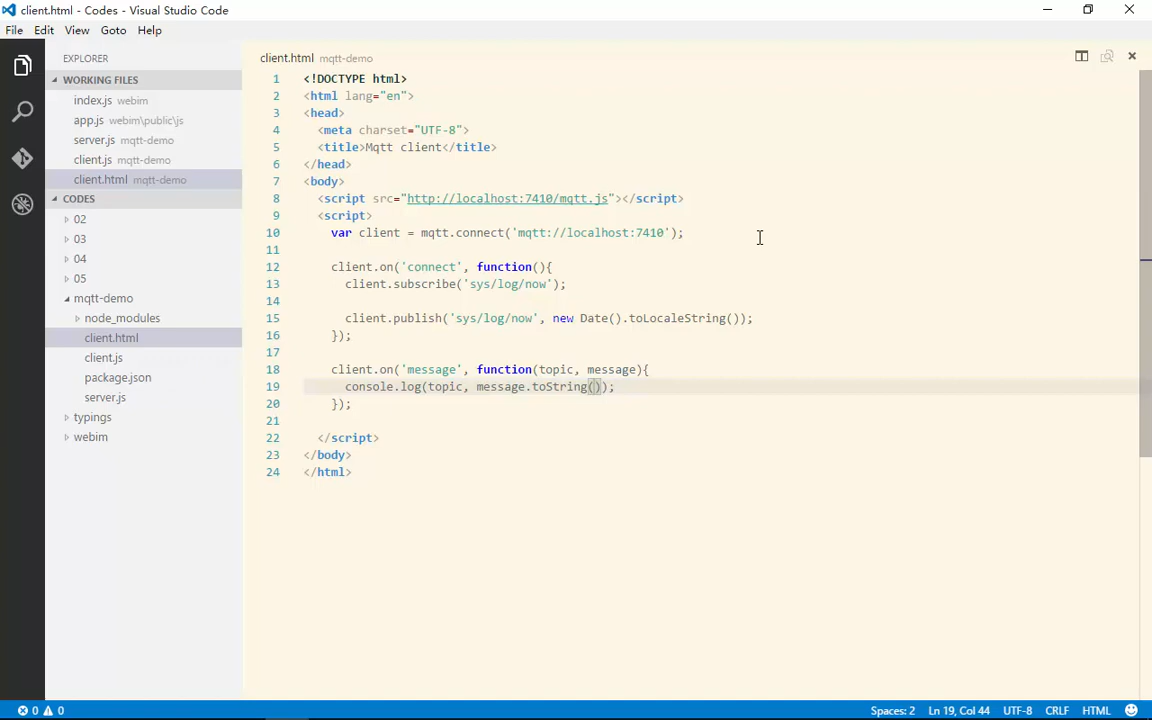 client.html - Codes - Visual Studio Code
File Edit View Goto Help
EXPLORER
WORKING FILES
index.js webim
app.js webim\public\js
server.js mqtt-demo
client.js mqtt-demo
client.html mqtt-demo
CODES
02
03
04
05
mqtt-demo
node_modules
client.html
client.js
package.json
server.js
typings
webim
client.html mqtt-demo
1 <!DOCTYPE html>
2 <html lang="en">
3 <head>
4 <meta charset="UTF-8">
5 <title>Mqtt client</title>
6 </head>
7 <body>
8 <script src="http://localhost:7410/mqtt.js"></script>
9 <script>
10 var client = mqtt.connect('mqtt://localhost:7410');
11
12 client.on('connect', function(){
13 client.subscribe('sys/log/now');
14
15 client.publish('sys/log/now', new Date().toLocaleString());
16 });
17
18 client.on('message', function(topic, message){
19 console.log(topic, message.toString());
20 });
21
22 </script>
23 </body>
24 </html>
0 0
Spaces: 2 Ln 19, Col 44 UTF-8 CRLF HTML